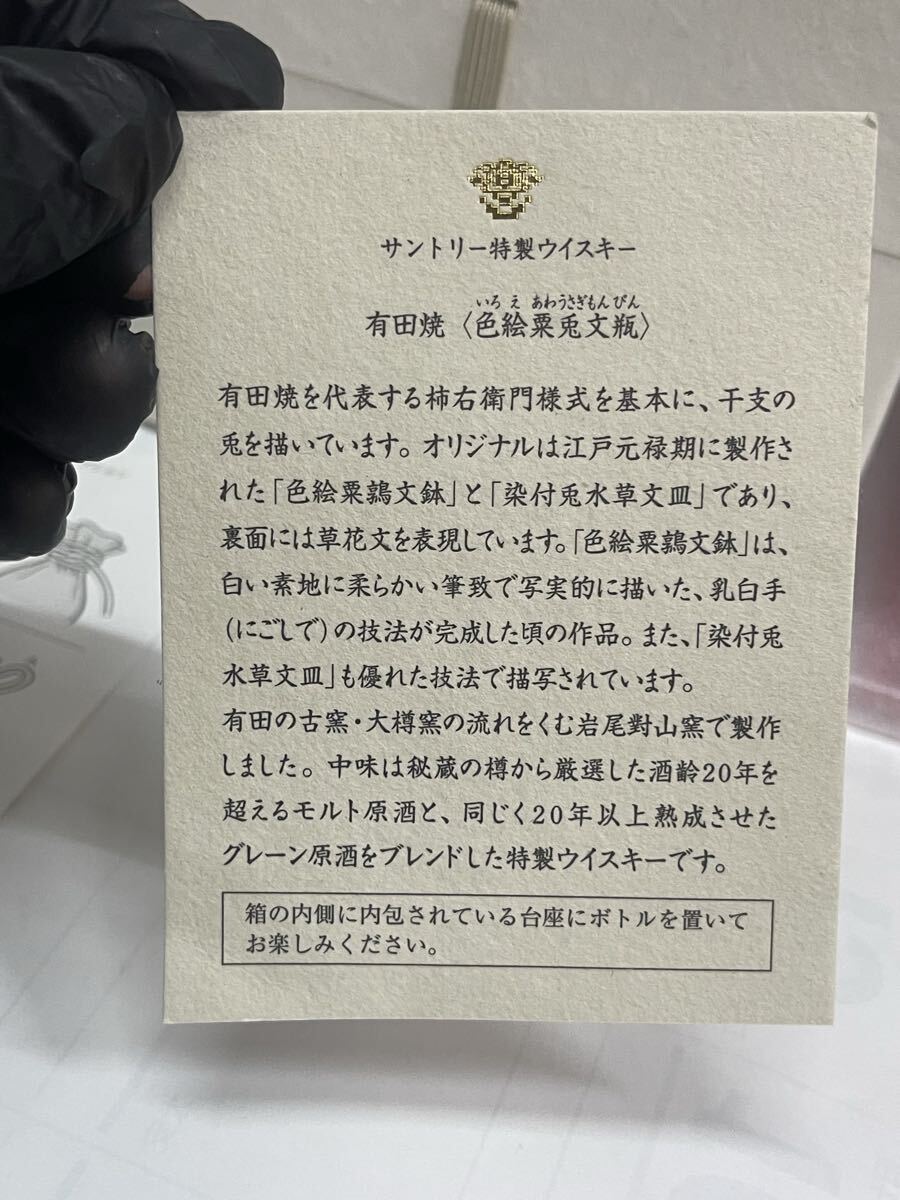 サントリー特製ウイスキー
いろ え あわうさぎもんびん
有田焼〈色絵粟兎文瓶〉
有田焼を代表する柿右衛門様式を基本に、干支の
兎を描いています。オリジナルは江戸元禄期に製作さ
れた「色絵粟鶉文鉢」と「染付兎水草文皿」であり、
裏面には草花文を表現しています。「色絵粟鶉文鉢」は、
白い素地に柔らかい筆致で写実的に描いた、乳白手
(にごしで)の技法が完成した頃の作品。また、「染付兎
水草文皿」も優れた技法で描写されています。
有田の古窯・大樽窯の流れをくむ岩尾對山窯で製作
しました。中味は秘蔵の樽から厳選した酒齢20年を
超えるモルト原酒と、同じく20年以上熟成させた
グレーン原酒をブレンドした特製ウイスキーです。
箱の内側に内包されている台座にボトルを置いて
お楽しみください。